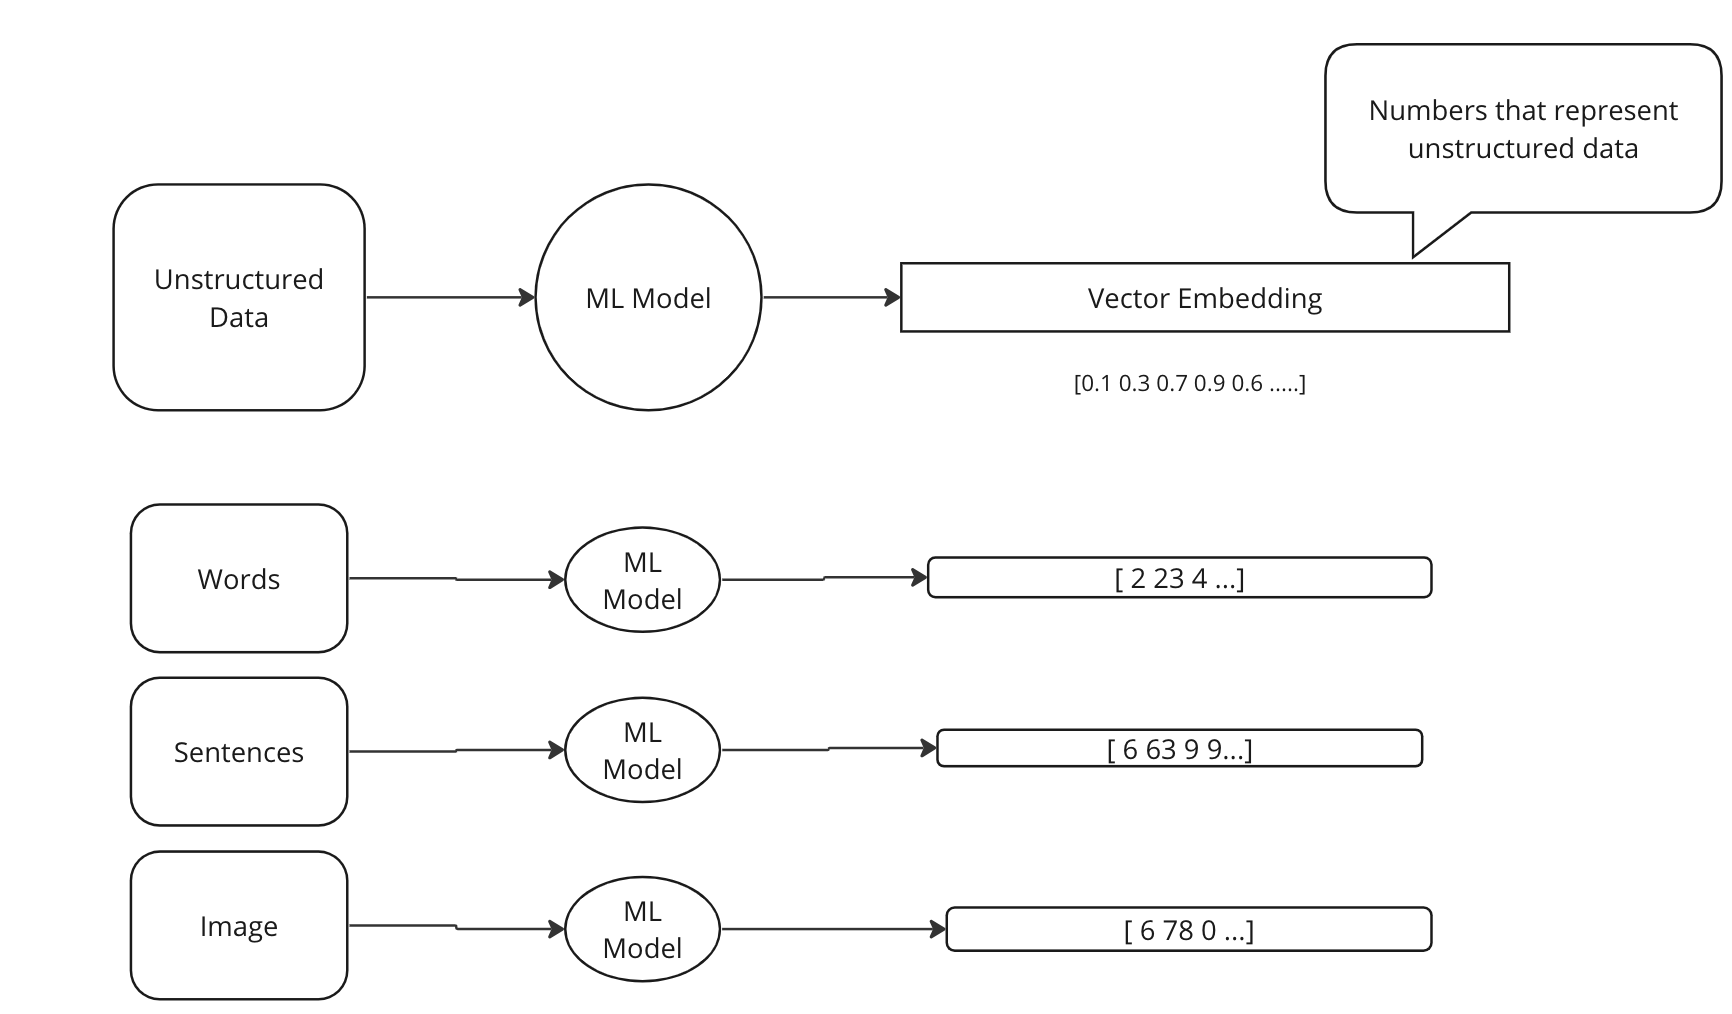 Numbers that represent
unstructured data
Unstructured
Data
ML Model
Vector Embedding
[0.1 0.3 0.7 0.9 0.6 .....]
Words
ML
Model
[ 2 23 4 ...]
Sentences
ML
Model
[ 6 63 9 9...]
Image
ML
Model
[ 6 78 0 ...]